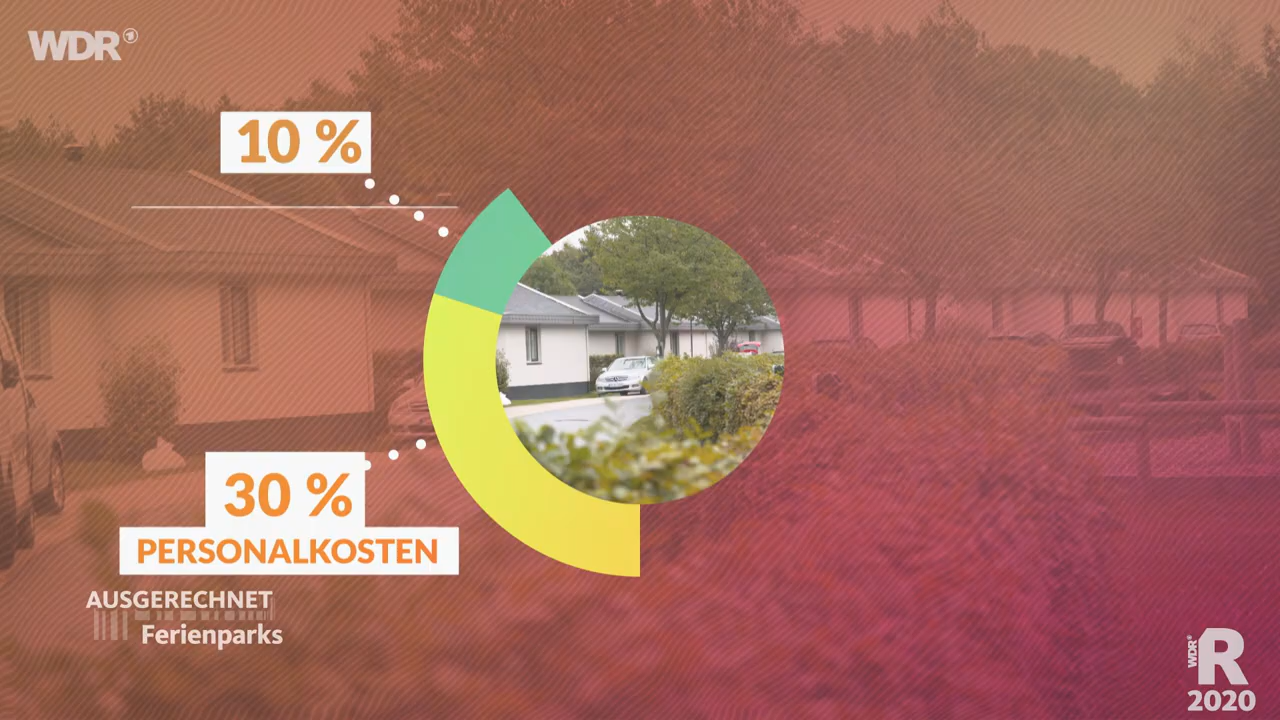 WDR
10 %
30 %
PERSONALKOSTEN
AUSGERECHNET
Ferienparks
WDR R
2020